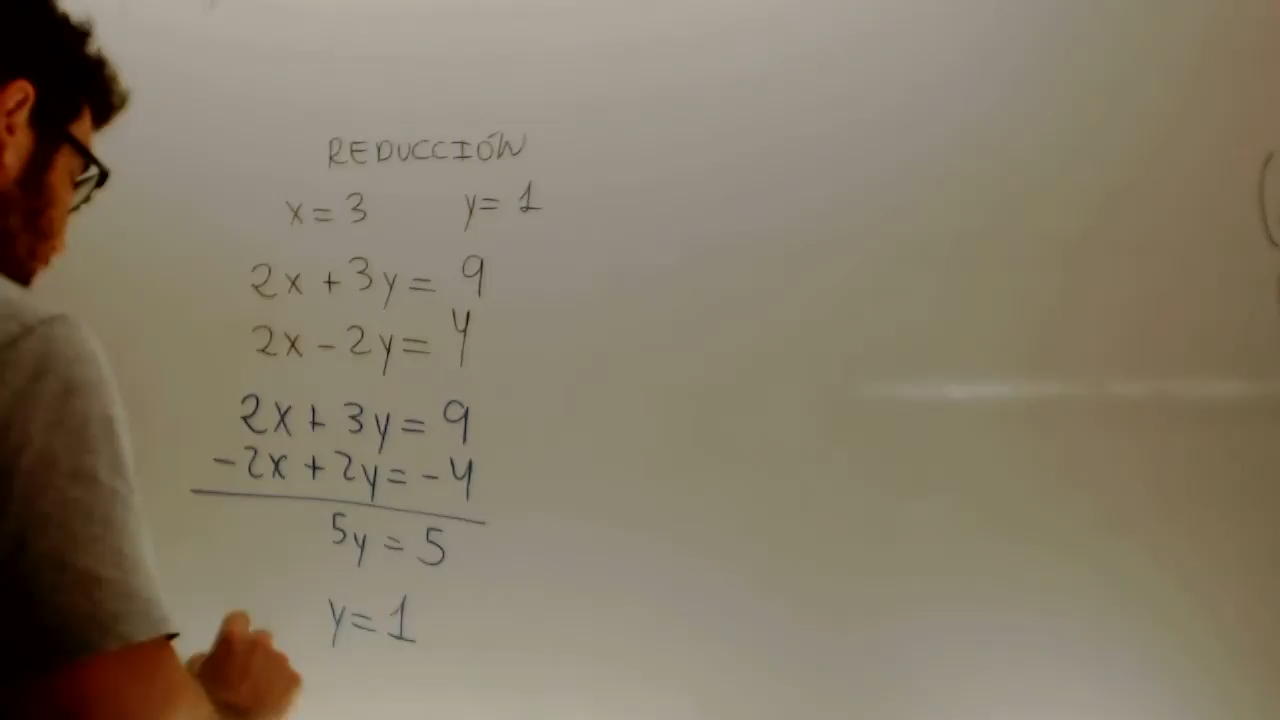 REDUCCIÓN
x = 3 y = 1
2x + 3y = 9
2x - 2y = 4
2x + 3y = 9
-2x + 2y = -4
5y = 5
y = 1